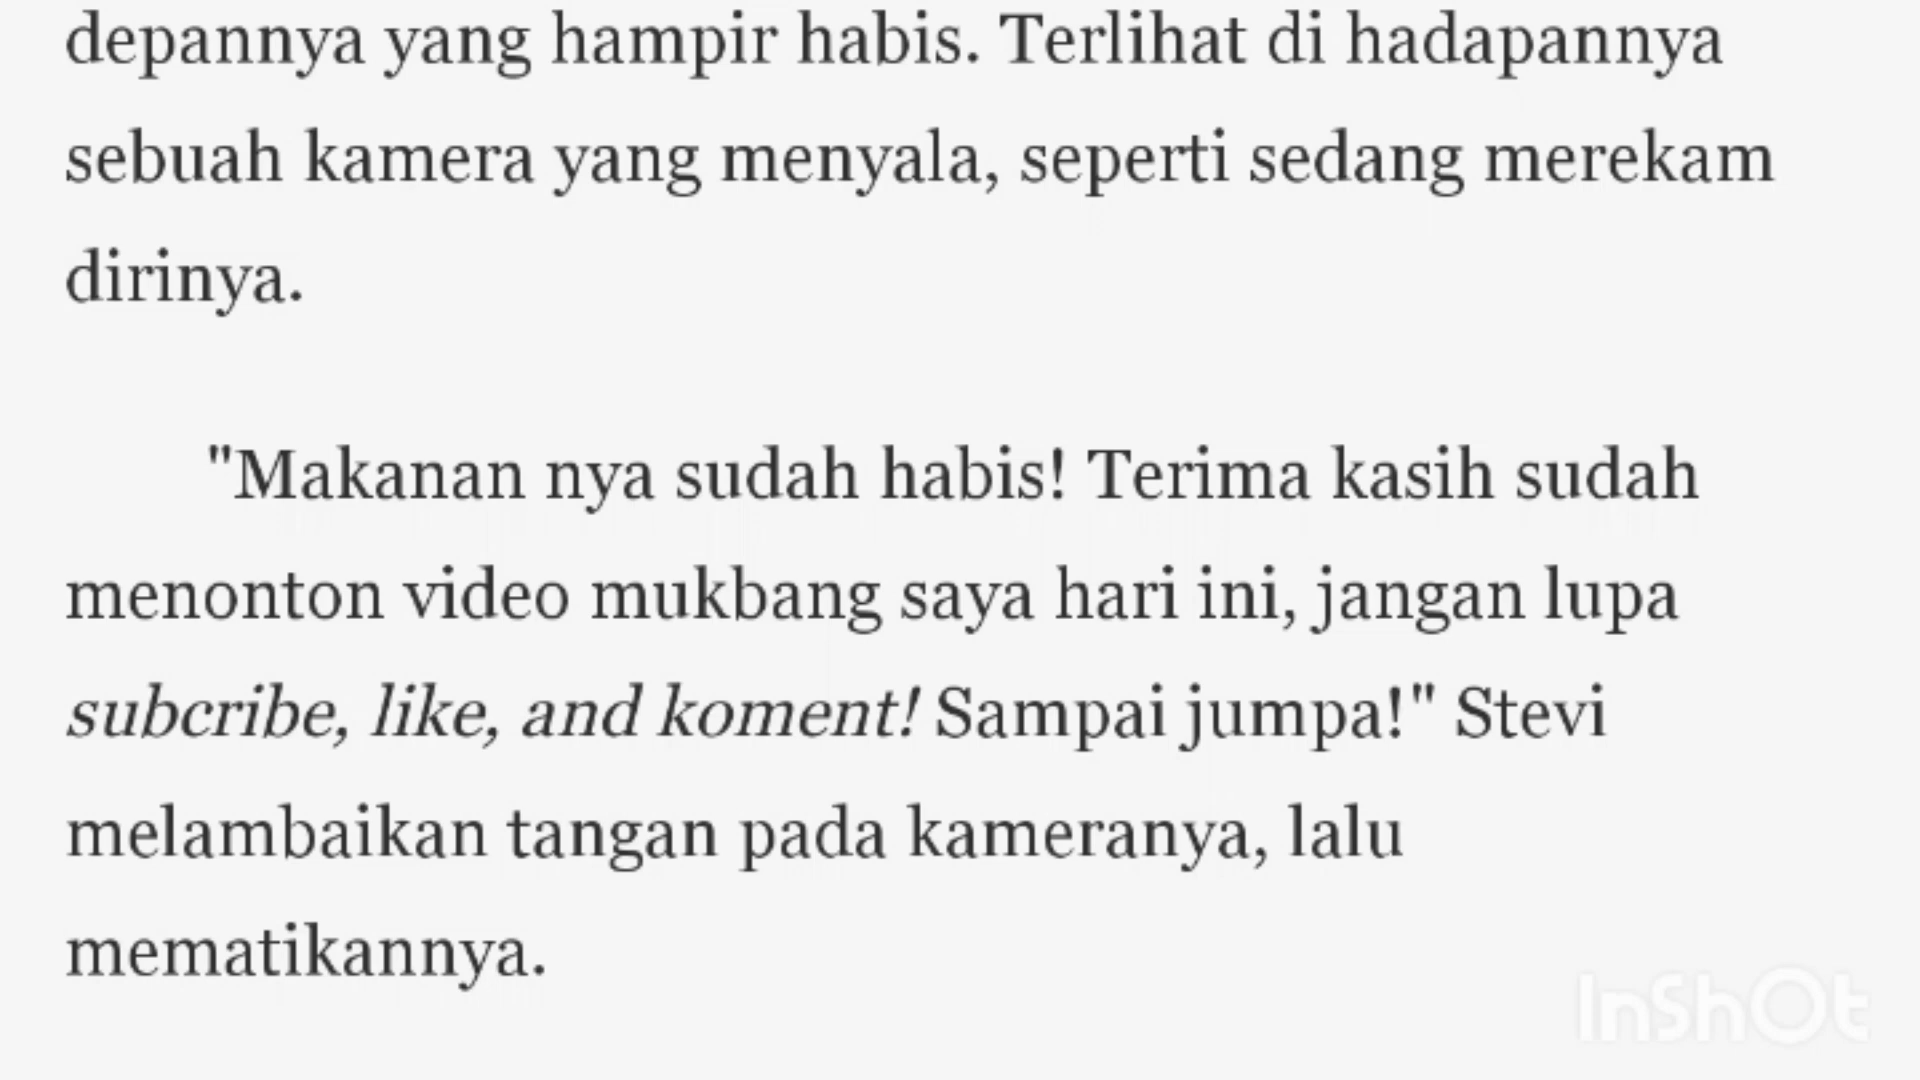 depannya yang hampir habis. Terlihat di hadapannya
sebuah kamera yang menyala, seperti sedang merekam
dirinya.
"Makanan nya sudah habis! Terima kasih sudah
menonton video mukbang saya hari ini, jangan lupa
subcribe, like, and koment! Sampai jumpa!" Stevi
melambaikan tangan pada kameranya, lalu
mematikannya.
InShOt